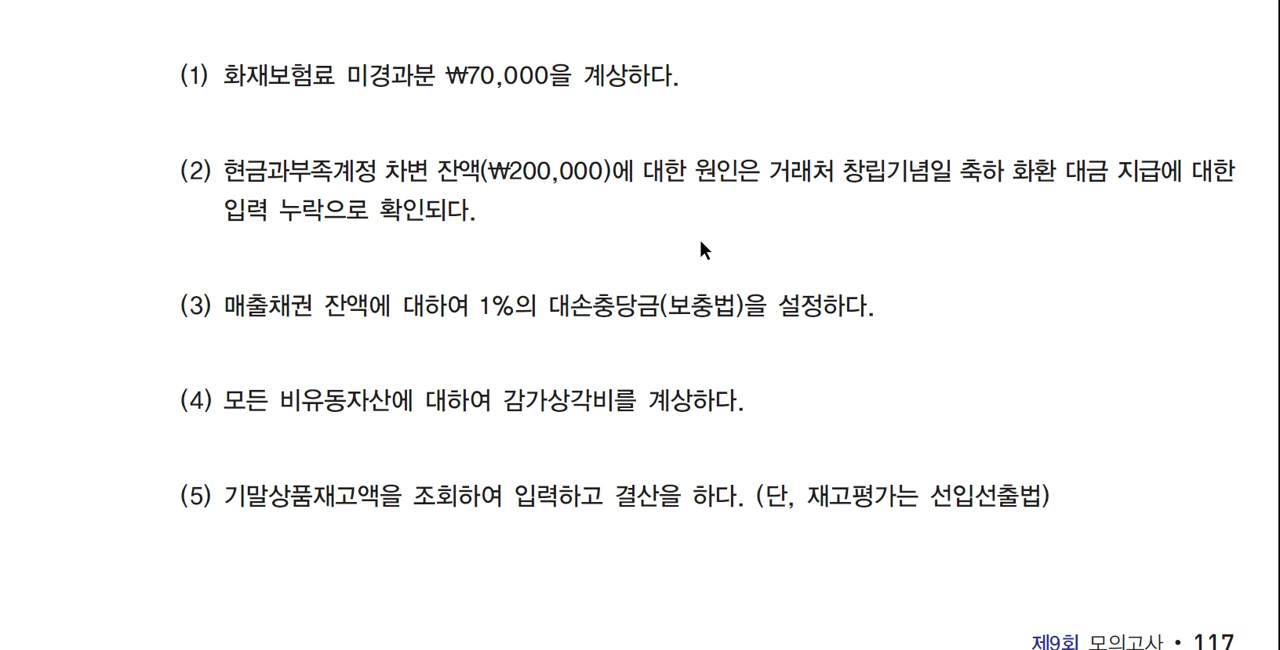 (1) 화재보험료 미경과분 ₩70,000을 계상하다.
(2) 현금과부족계정 차변 잔액(₩200,000)에 대한 원인은 거래처 창립기념일 축하 화환 대금 지급에 대한
입력 누락으로 확인되다.
(3) 매출채권 잔액에 대하여 1%의 대손충당금(보충법)을 설정하다.
(4) 모든 비유동자산에 대하여 감가상각비를 계상하다.
(5) 기말상품재고액을 조회하여 입력하고 결산을 하다. (단, 재고평가는 선입선출법)
제9회 모의고사 • 117